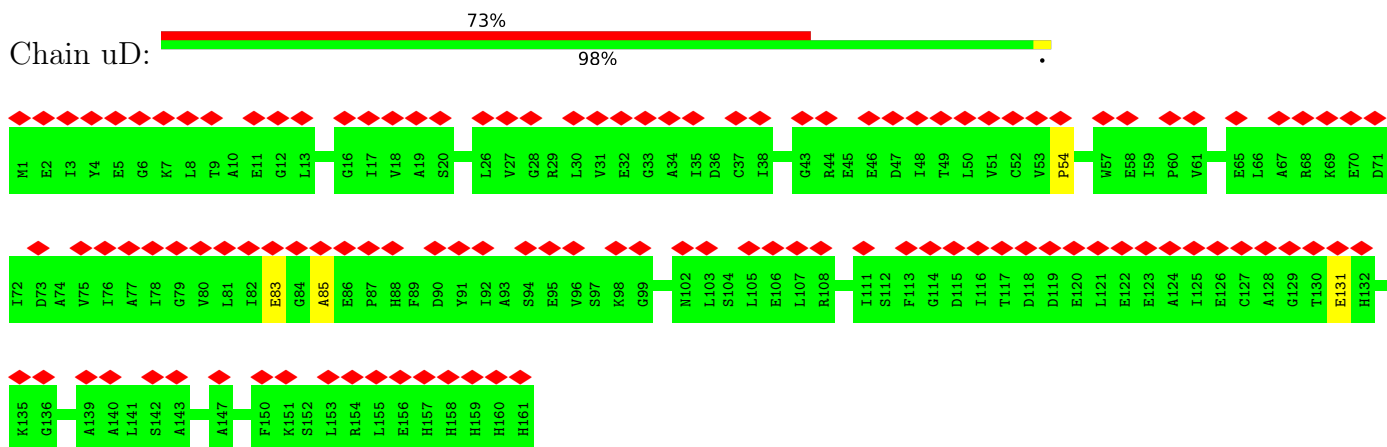 73%
Chain uD:
98%
•
M1 E2 I3 Y4 E5 G6 K7 L8 T9 A10 E11 G12 L13 G16 I17 V18 A19 S20 L26 V27 G28 R29 L30 V31 E32 G33 A34 I35 D36 C37 I38 G43 R44 E45 E46 D47 I48 T49 L50 V51 C52 V53 P54 W57 E58 I59 P60 V61 E65 L66 A67 R68 K69 E70 D71
I72 D73 A74 V75 I76 A77 I78 G79 V80 L81 I82 E83 G84 A85 E86 P87 H88 F89 D90 Y91 I92 A93 S94 E95 V96 S97 K98 G99 N102 L103 S104 L105 E106 L107 R108 I111 S112 F113 G114 D115 I116 T117 D118 D119 E120 L121 E122 E123 A124 I125 E126 C127 A128 G129 T130 E131 H132
K135 G136 A139 A140 L141 S142 A143 A147 F150 K151 S152 L153 R154 L155 E156 H157 H158 H159 H160 H161